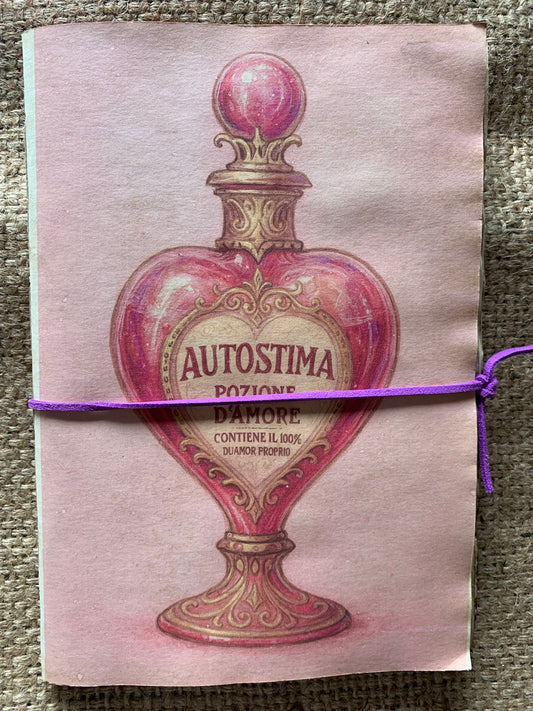 AUTOSTIMA
POZIONE
D'AMORE
CONTIENE IL 100%
DUAMOR PROPRIO